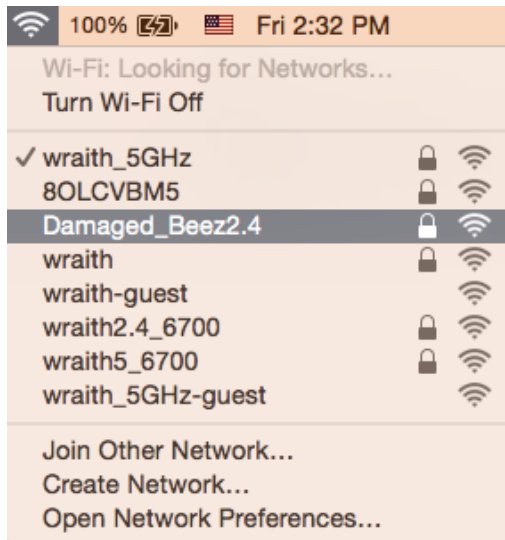 100% Fri 2:32 PM
Wi-Fi: Looking for Networks...
Turn Wi-Fi Off
wraith_5GHz
8OLCVBM5
Damaged_Beez2.4
wraith
wraith-guest
wraith2.4_6700
wraith5_6700
wraith_5GHz-guest
Join Other Network...
Create Network...
Open Network Preferences...